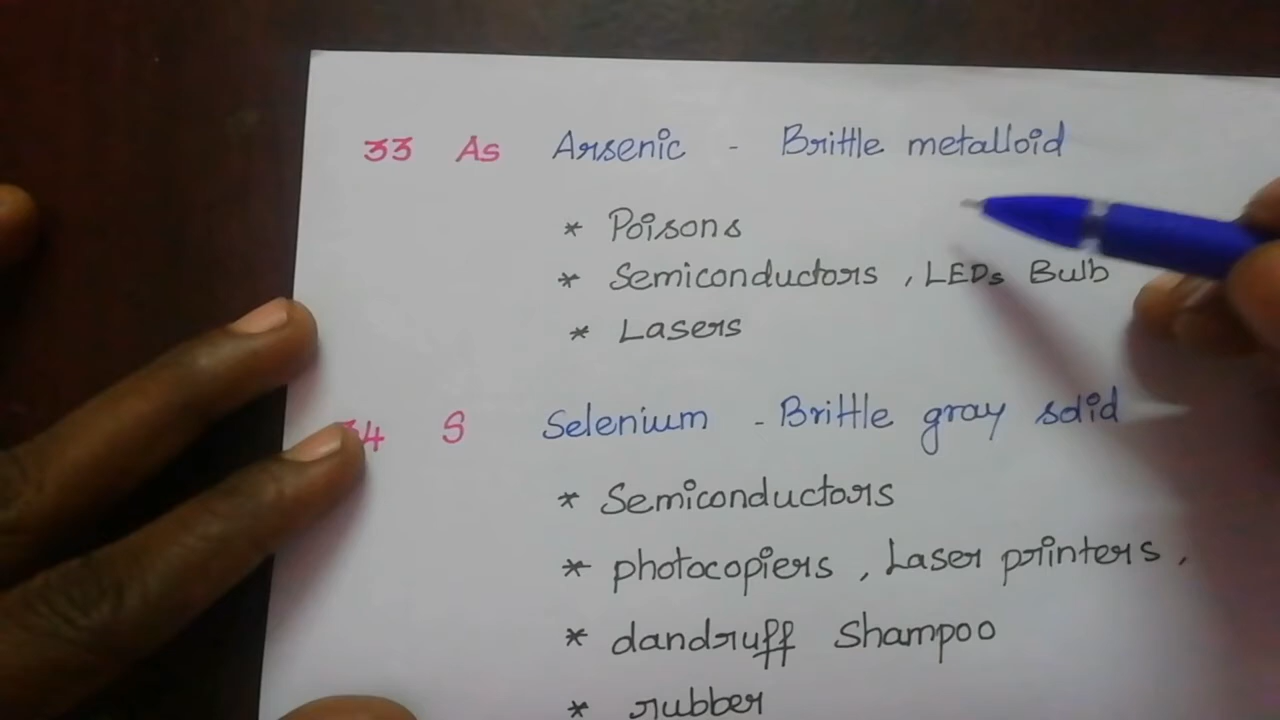 33 As Arsenic - Brittle metalloid
* Poisons
* Semiconductors , LEDs Bulb
* Lasers
34 S Selenium - Brittle gray solid
* Semiconductors
* photocopiers , Laser printers ,
* dandruff Shampoo
* rubber